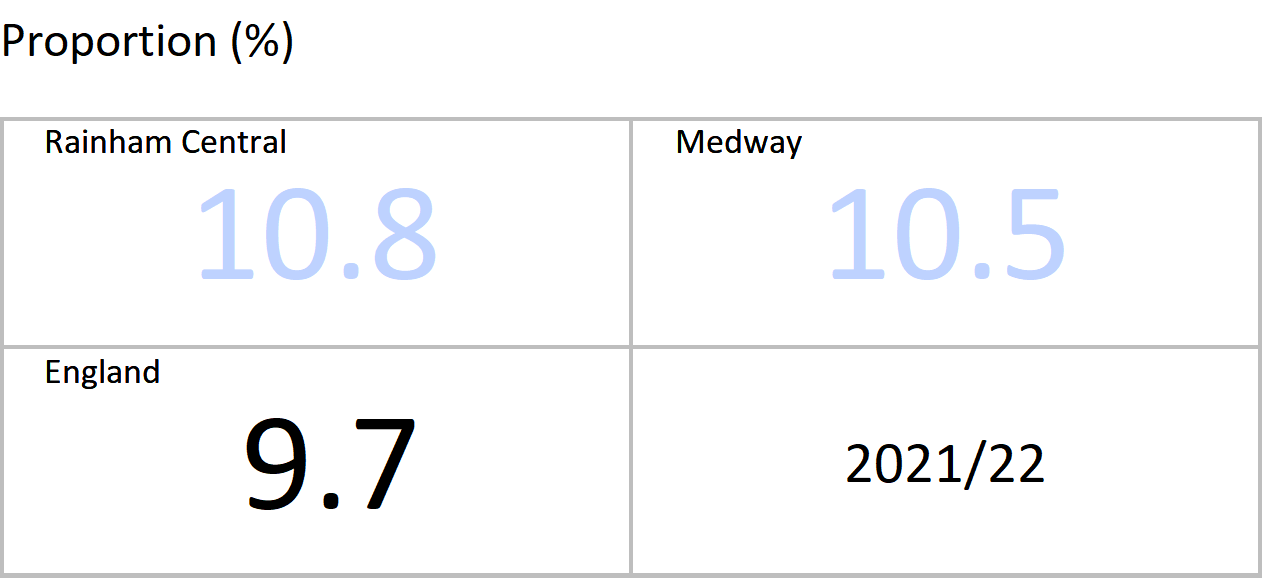 Proportion (%)
Rainham Central
10.8
Medway
10.5
England
9.7
2021/22